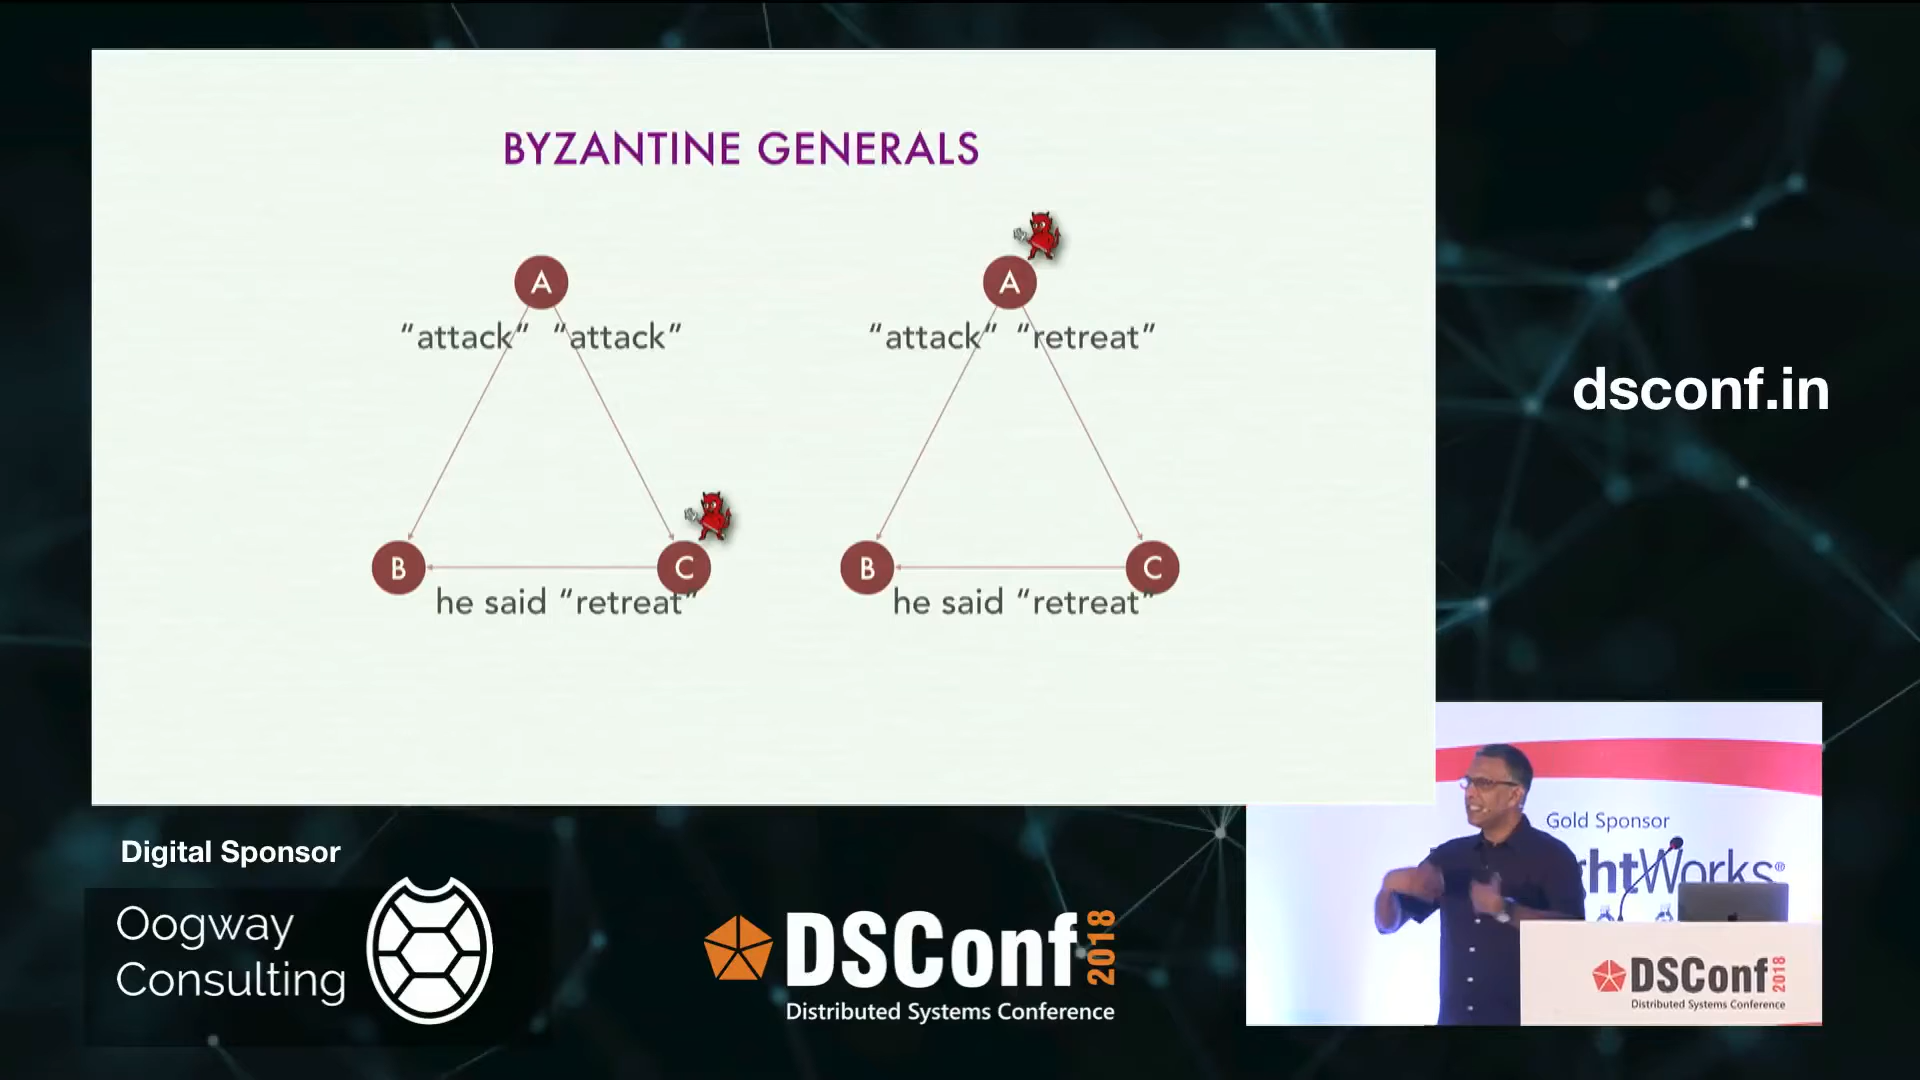 BYZANTINE GENERALS
A
A
“attack” “attack”
“attack” “retreat”
B
C
B
C
he said “retreat”
he said “retreat”
dsconf.in
Digital Sponsor
Oogway
Consulting
DSConf 2018
Distributed Systems Conference
Gold Sponsor
htWorks®
DSConf 2018
Distributed Systems Conference